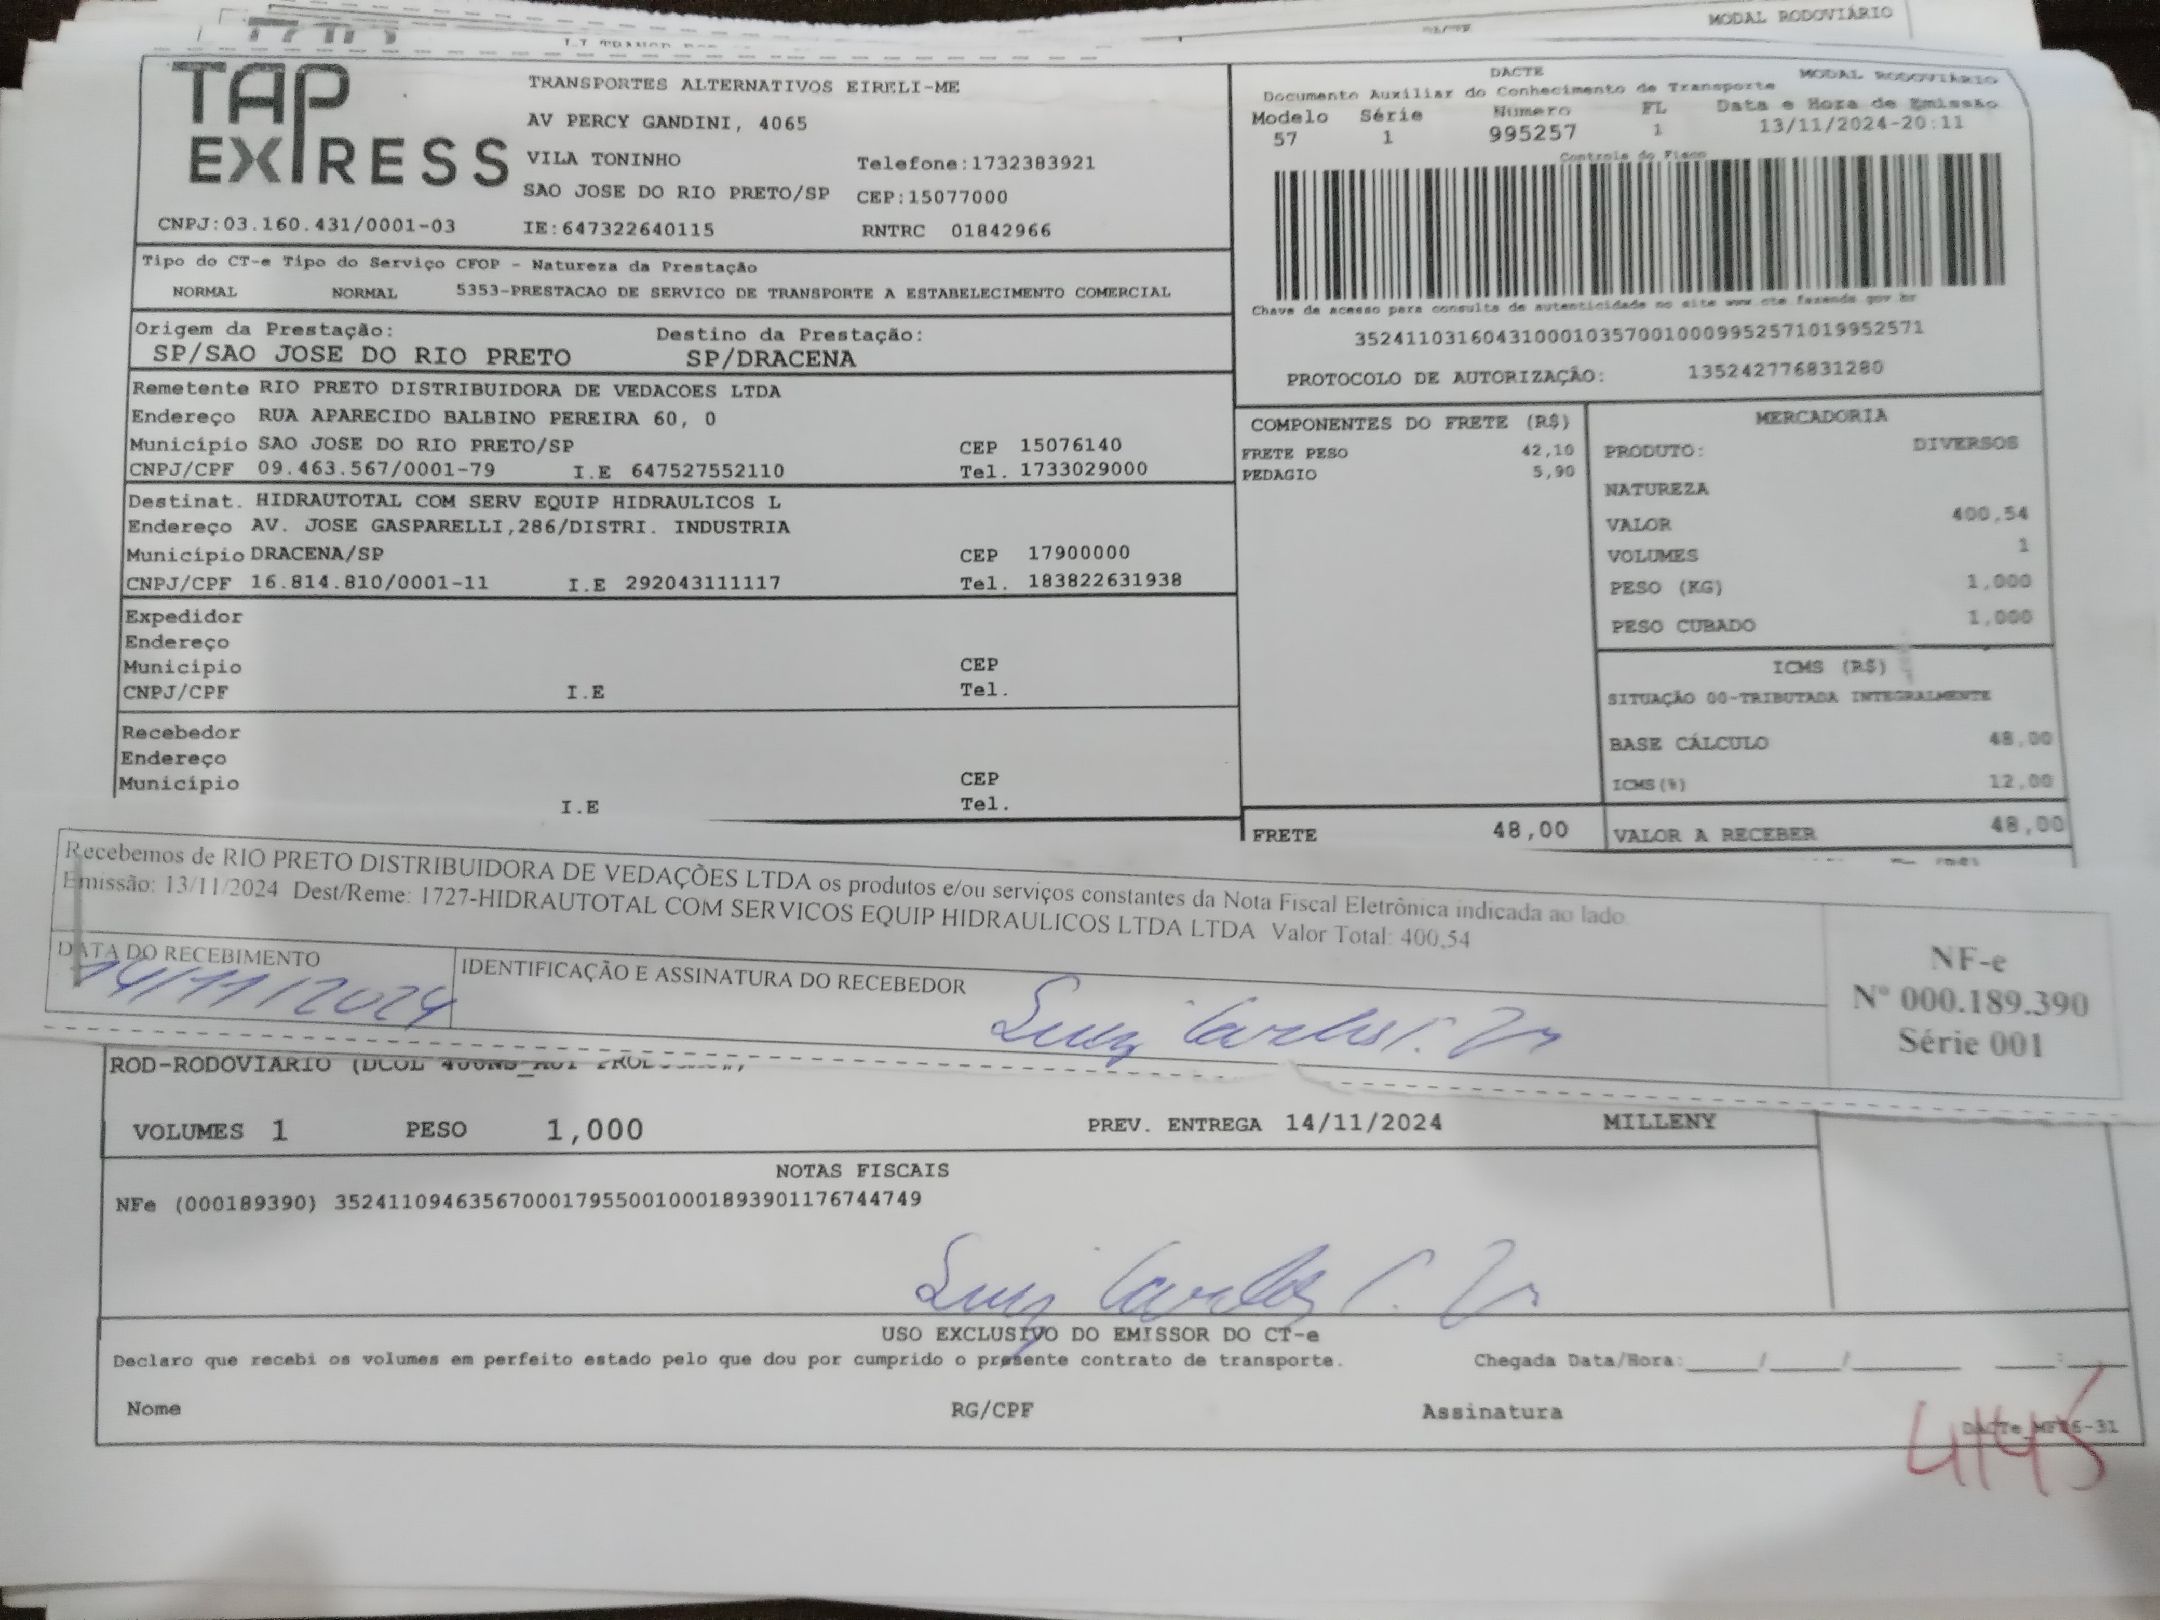 MODAL RODOVIÁRIO
TAP EXPRESS
TRANSPORTES ALTERNATIVOS EIRELI-ME
AV PERCY GANDINI, 4065
VILA TONINHO Telefone:1732383921
SAO JOSE DO RIO PRETO/SP CEP:15077000
CNPJ:03.160.431/0001-03 IE:647322640115 RNTRC 01842966
DACTE MODAL RODOVIÁRIO
Documento Auxiliar do Conhecimento de Transporte
Modelo Série Número FL Data e Hora de Emissão
57 1 995257 1 13/11/2024-20:11
Controle do Fisco
Chave de acesso para consulta de autenticidade no site www.cte.fazenda.gov.br
35241103160431000103570010009952571019952571
PROTOCOLO DE AUTORIZAÇÃO: 135242776831280
Tipo do CT-e Tipo do Serviço CFOP - Natureza da Prestação
NORMAL NORMAL 5353-PRESTACAO DE SERVICO DE TRANSPORTE A ESTABELECIMENTO COMERCIAL
Origem da Prestação: Destino da Prestação:
SP/SAO JOSE DO RIO PRETO SP/DRACENA
Remetente RIO PRETO DISTRIBUIDORA DE VEDACOES LTDA
Endereço RUA APARECIDO BALBINO PEREIRA 60, 0
Município SAO JOSE DO RIO PRETO/SP CEP 15076140
CNPJ/CPF 09.463.567/0001-79 I.E 647527552110 Tel. 1733029000
Destinat. HIDRAUTOTAL COM SERV EQUIP HIDRAULICOS L
Endereço AV. JOSE GASPARELLI,286/DISTRI. INDUSTRIA
Município DRACENA/SP CEP 17900000
CNPJ/CPF 16.814.810/0001-11 I.E 292043111117 Tel. 183822631938
Expedidor
Endereço
Município CEP
CNPJ/CPF I.E Tel.
Recebedor
Endereço
Município CEP
I.E Tel.
COMPONENTES DO FRETE (R$)
FRETE PESO 42,10
PEDAGIO 5,90
FRETE 48,00
MERCADORIA
PRODUTO: DIVERSOS
NATUREZA
VALOR 400,54
VOLUMES 1
PESO (KG) 1,000
PESO CUBADO 1,000
ICMS (R$)
SITUAÇÃO 00-TRIBUTADA INTEGRALMENTE
BASE CÁLCULO 48,00
ICMS(%) 12,00
VALOR A RECEBER 48,00
Recebemos de RIO PRETO DISTRIBUIDORA DE VEDAÇÕES LTDA os produtos e/ou serviços constantes da Nota Fiscal Eletrônica indicada ao lado
Emissão: 13/11/2024 Dest/Reme: 1727-HIDRAUTOTAL COM SERVICOS EQUIP HIDRAULICOS LTDA LTDA Valor Total: 400,54
DATA DO RECEBIMENTO IDENTIFICAÇÃO E ASSINATURA DO RECEBEDOR
14/11/2024 Luiz Carlos
NF-e
Nº 000.189.390
Série 001
ROD-RODOVIARIO
VOLUMES 1 PESO 1,000 PREV. ENTREGA 14/11/2024 MILLENY
NOTAS FISCAIS
NFe (000189390) 35241109463567000179550010001893901176744749
Luiz Carlos
USO EXCLUSIVO DO EMISSOR DO CT-e
Declaro que recebi os volumes em perfeito estado pelo que dou por cumprido o presente contrato de transporte. Chegada Data/Hora:_____/_____/_______ ____:____
Nome RG/CPF Assinatura
4145